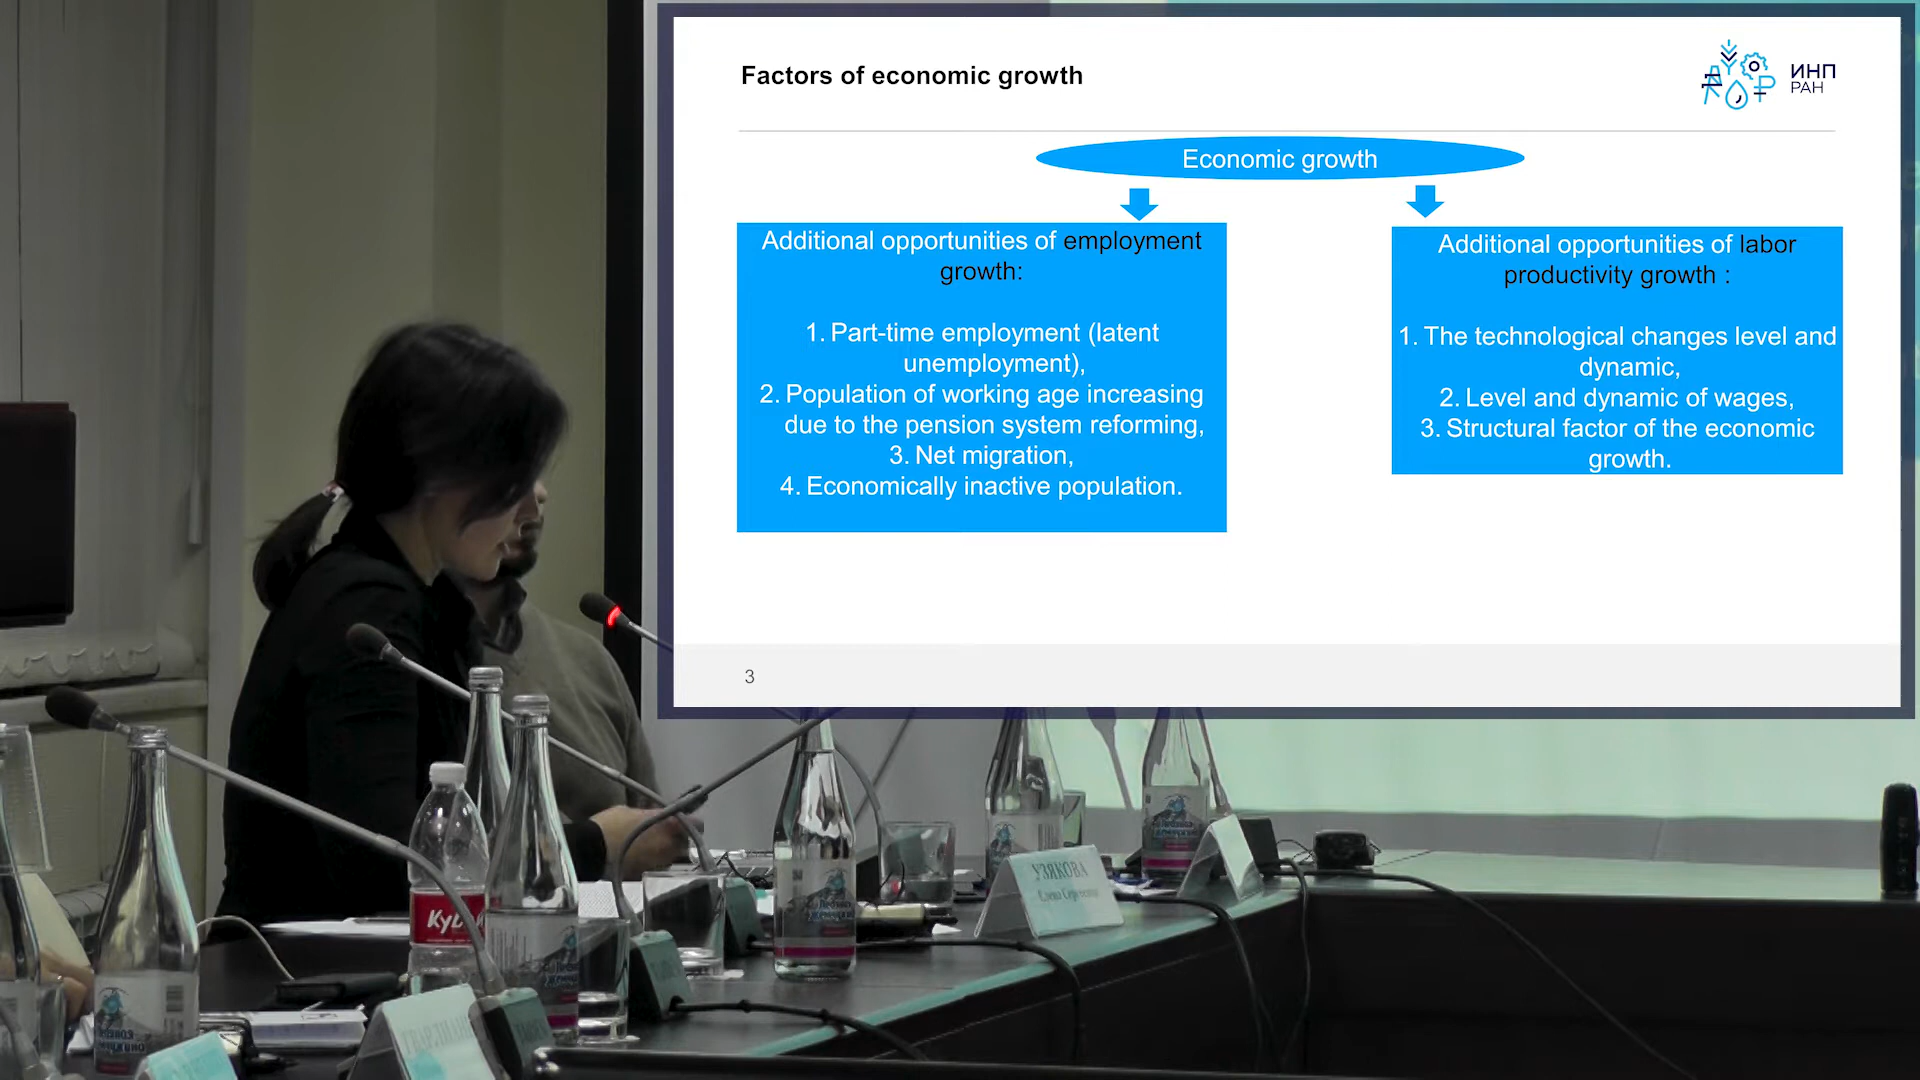 Factors of economic growth
ИНП
РАН
Economic growth
Additional opportunities of employment
growth:
1. Part-time employment (latent
unemployment),
2. Population of working age increasing
due to the pension system reforming,
3. Net migration,
4. Economically inactive population.
Additional opportunities of labor
productivity growth :
1. The technological changes level and
dynamic,
2. Level and dynamic of wages,
3. Structural factor of the economic
growth.
3
УЗЯКОВА
Елена Сергеевна